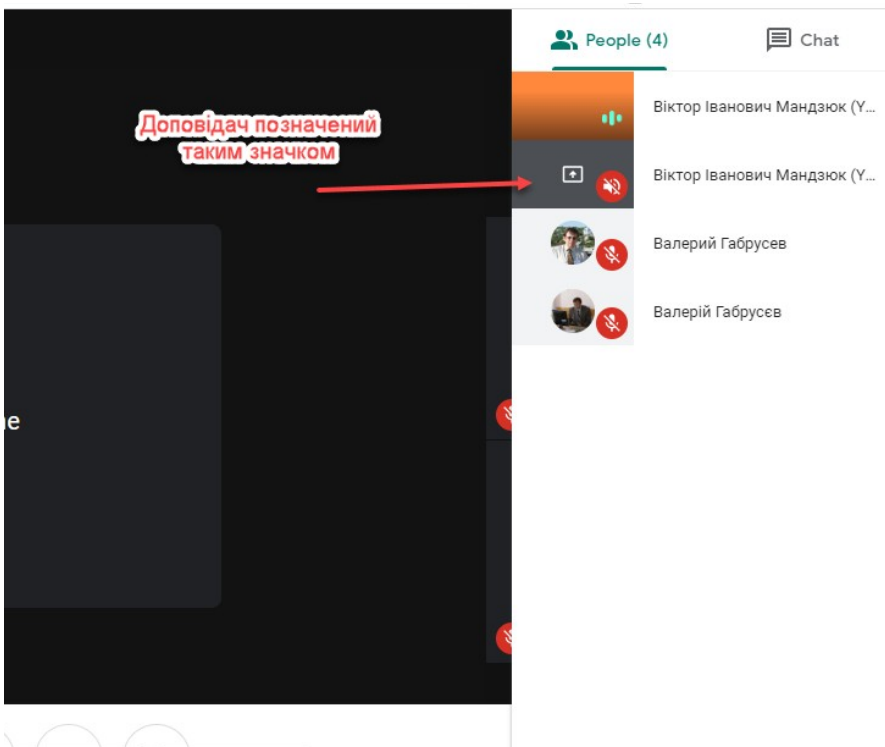 People (4)
Chat
Доповідач позначений
таким значком
Віктор Іванович Мандзюк (Y...
Віктор Іванович Мандзюк (Y...
Валерий Габрусев
Валерій Габрусєв